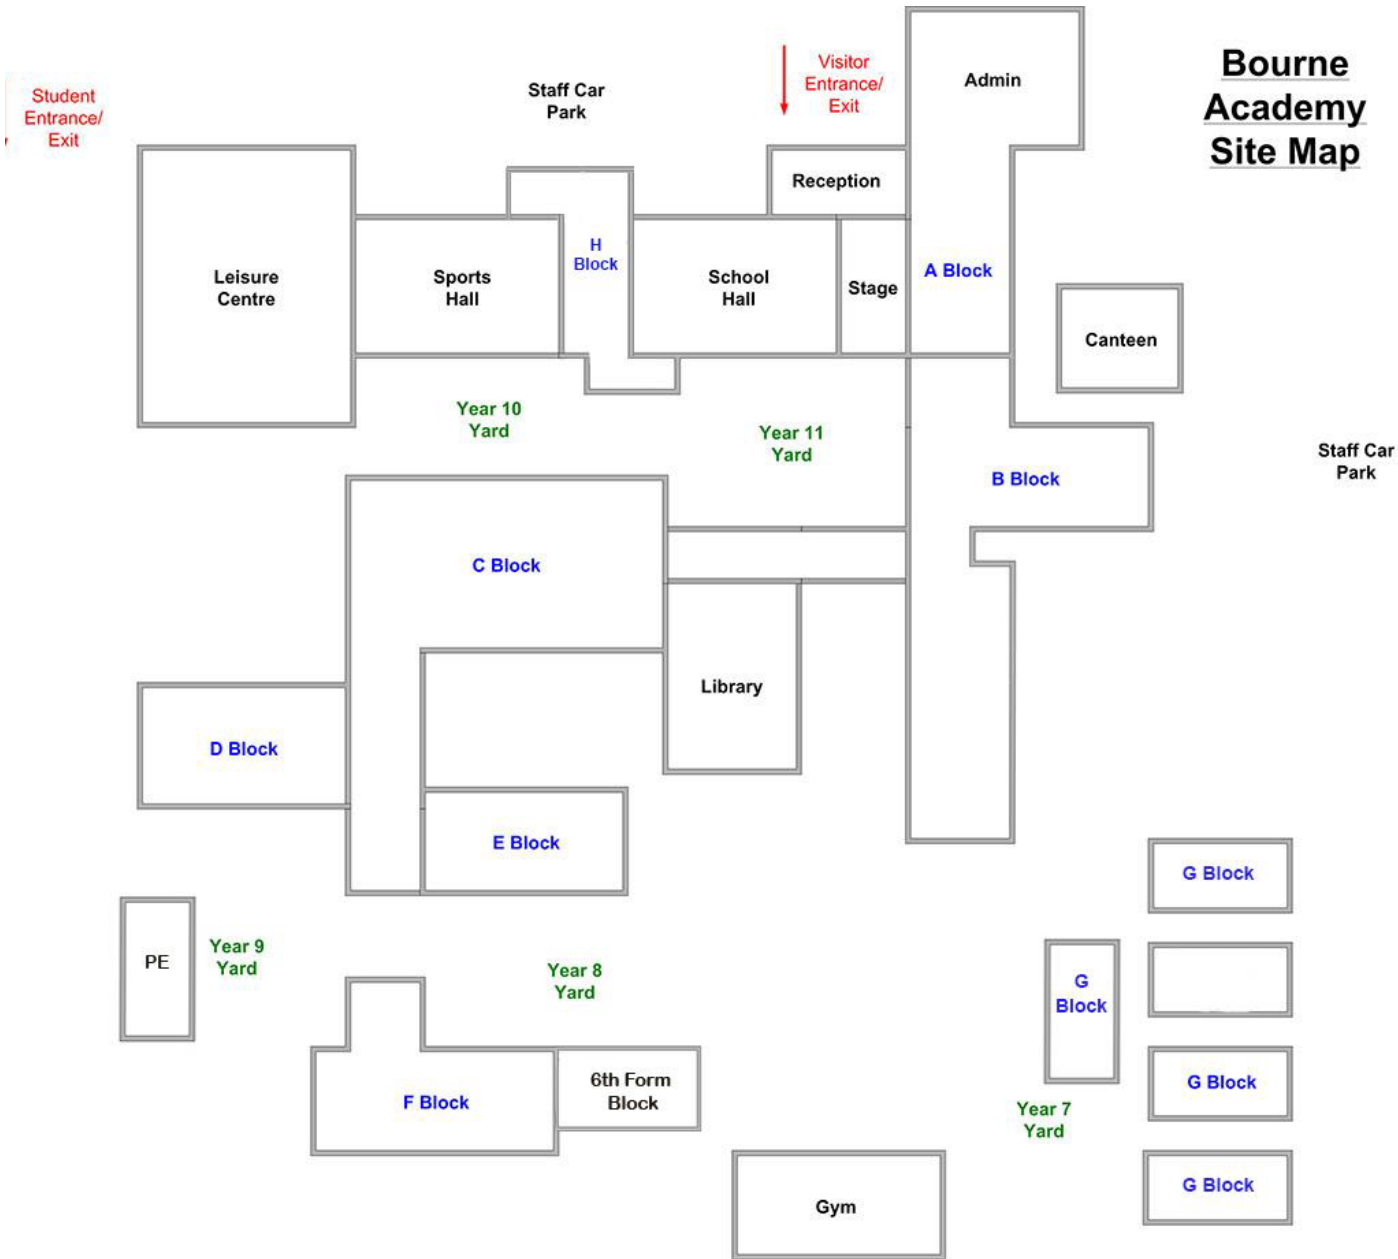 Bourne
Academy
Site Map
Student
Entrance/
Exit
Staff Car
Park
Visitor
Entrance/
Exit
Admin
Reception
Leisure
Centre
Sports
Hall
H
Block
School
Hall
Stage
A Block
Canteen
Year 10
Yard
Year 11
Yard
B Block
Staff Car
Park
C Block
Library
D Block
E Block
G Block
PE
Year 9
Yard
Year 8
Yard
G
Block
G Block
6th Form
Block
F Block
Year 7
Yard
G Block
Gym